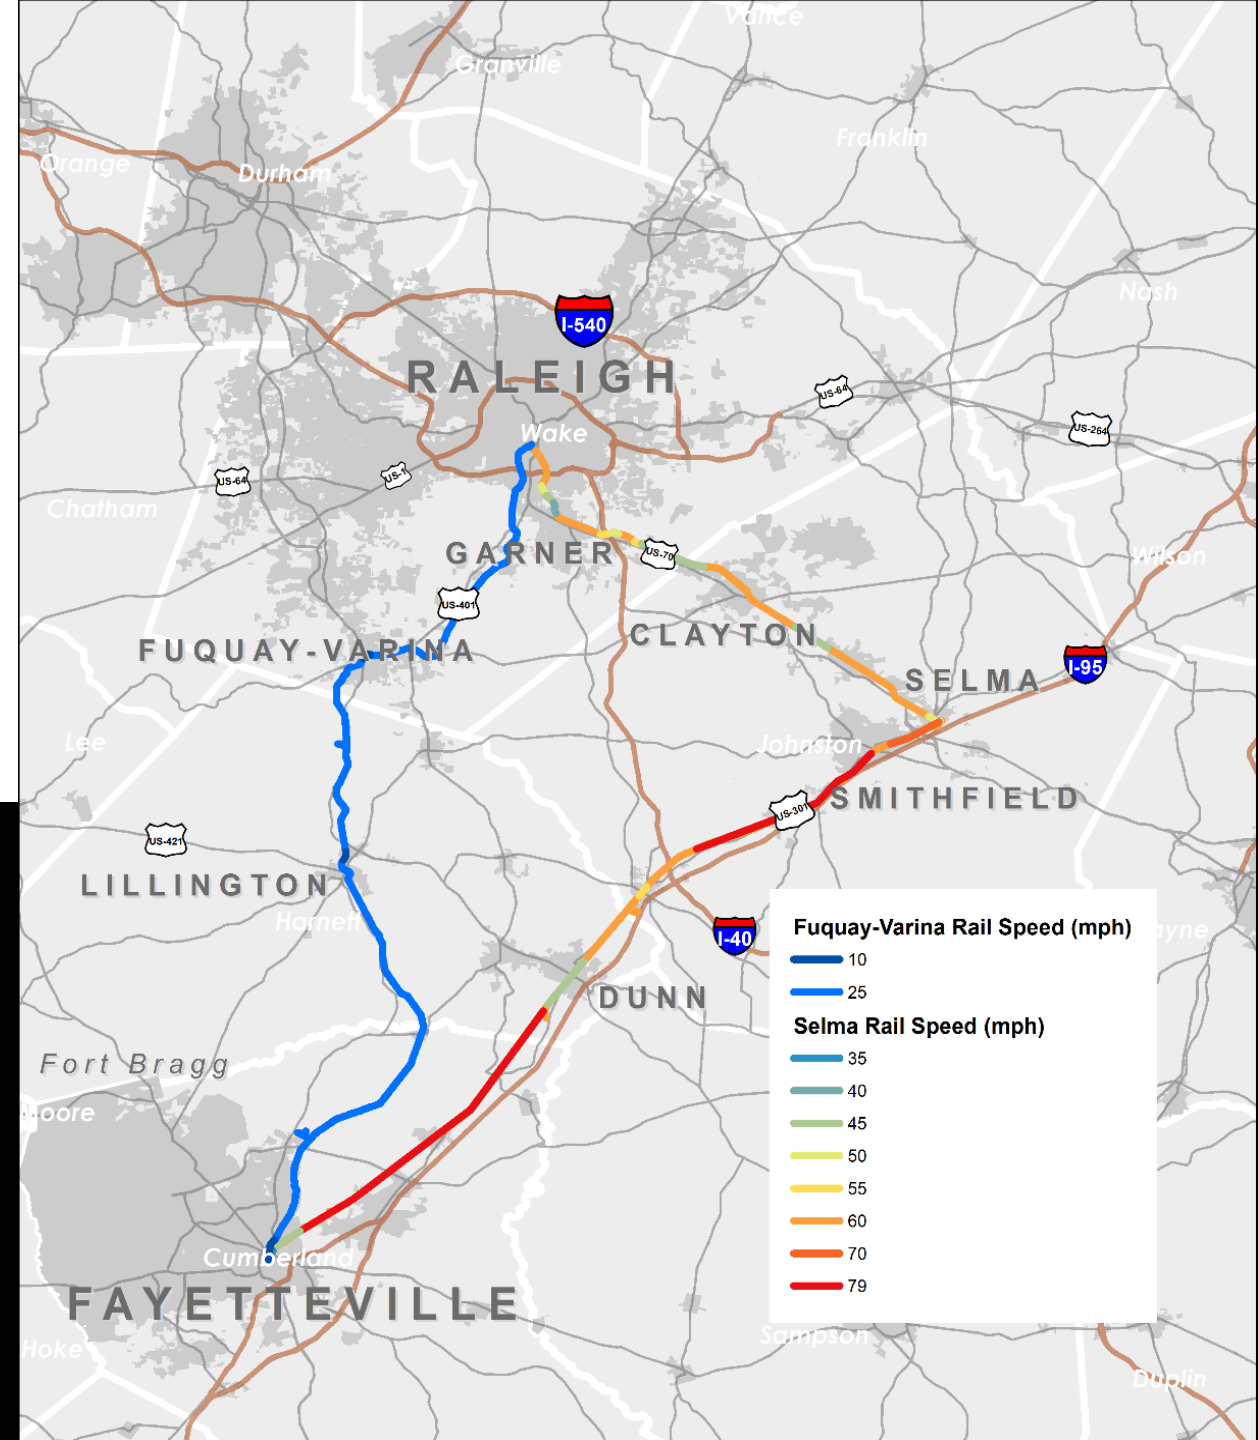 Vance
Granville
Franklin
Orange
Durham
Nash
I-540
RALEIGH
US-64
US-264
Wake
US-1
US-64
Chatham
GARNER
US-70
Wilson
US-401
CLAYTON
FUQUAY-VARINA
I-95
SELMA
Lee
Johnston
SMITHFIELD
US-301
US-421
LILLINGTON
Harnett
I-40
ayne
DUNN
Fort Bragg
Moore
Cumberland
FAYETTEVILLE
Hoke
Sampson
Duplin
Fuquay-Varina Rail Speed (mph)
10
25
Selma Rail Speed (mph)
35
40
45
50
55
60
70
79